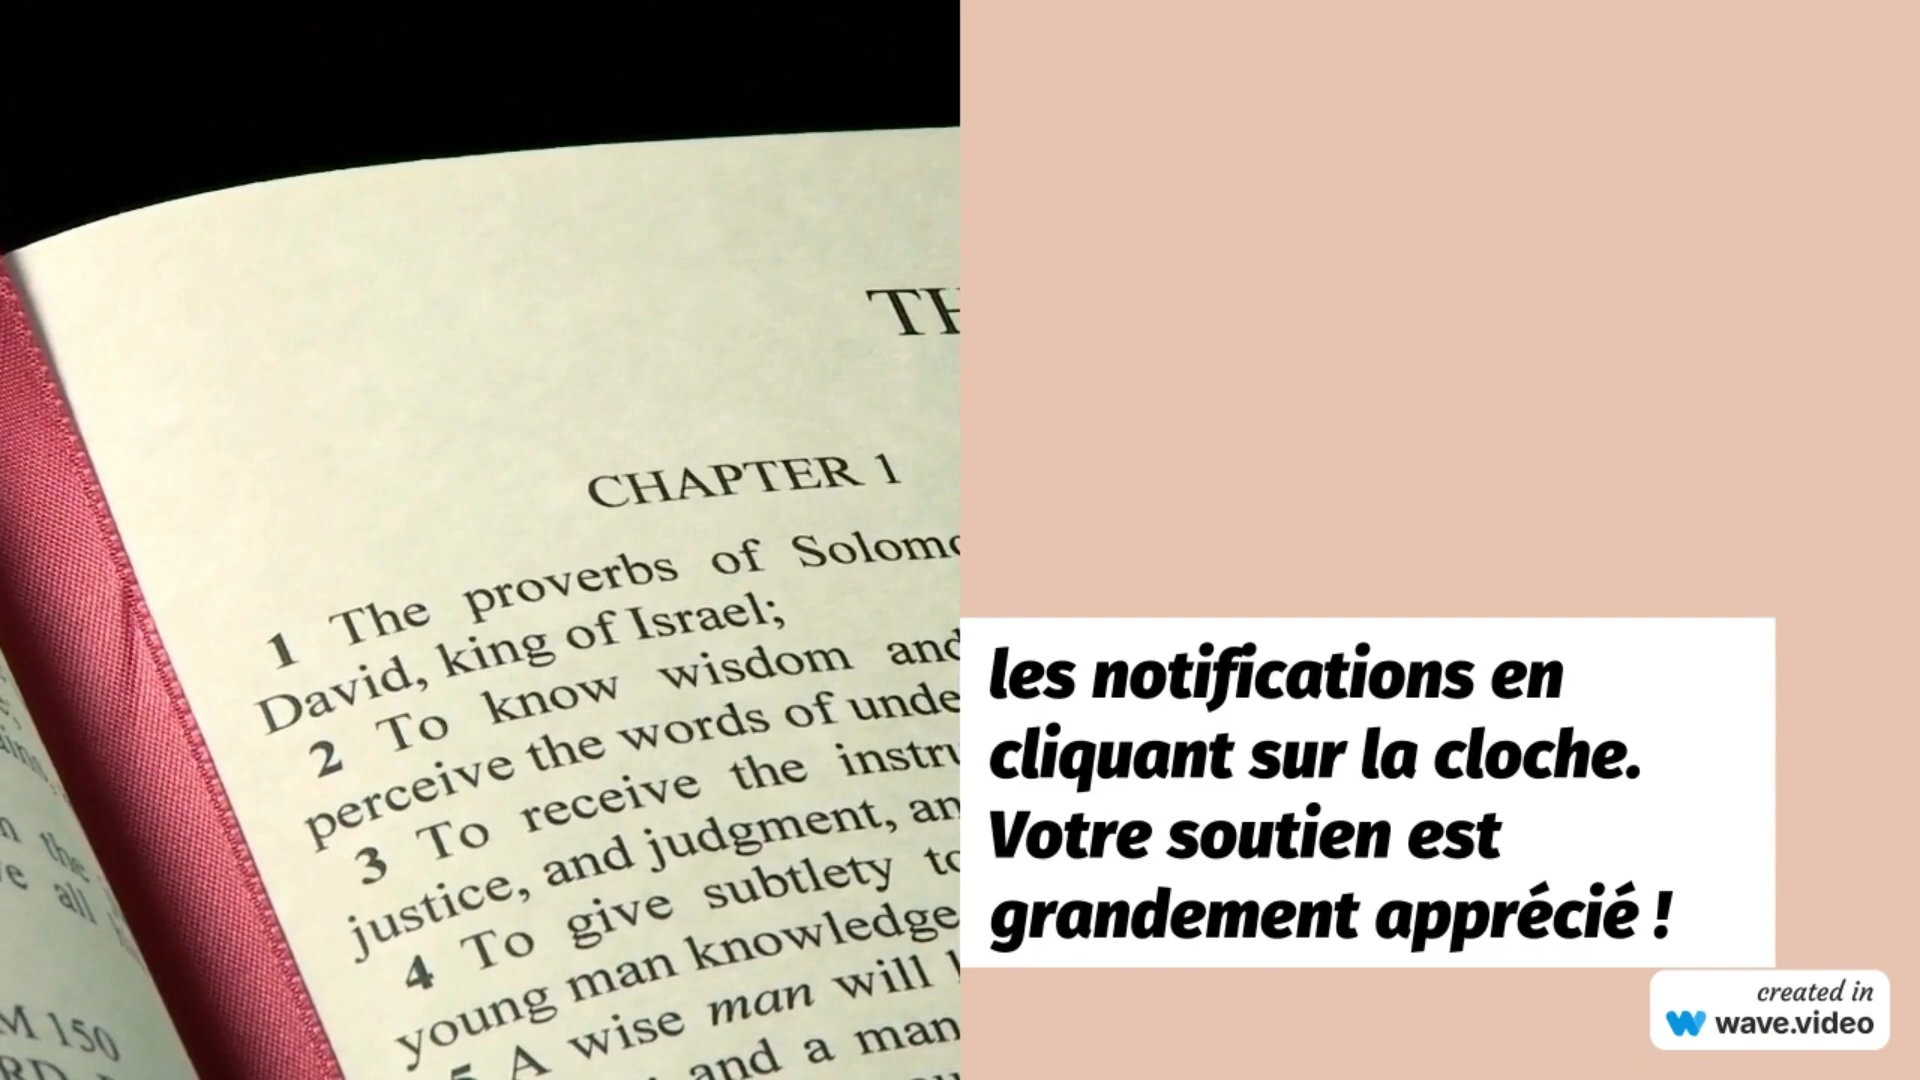 TH
CHAPTER 1
1 The proverbs of Solomo
David, king of Israel;
2 To know wisdom and
perceive the words of unde
3 To receive the instru
justice, and judgment, an
4 To give subtlety to
young man knowledge
5 A wise man will
and a man
the
all
M 150
les notifications en
cliquant sur la cloche.
Votre soutien est
grandement apprécié !
created in
wave.video